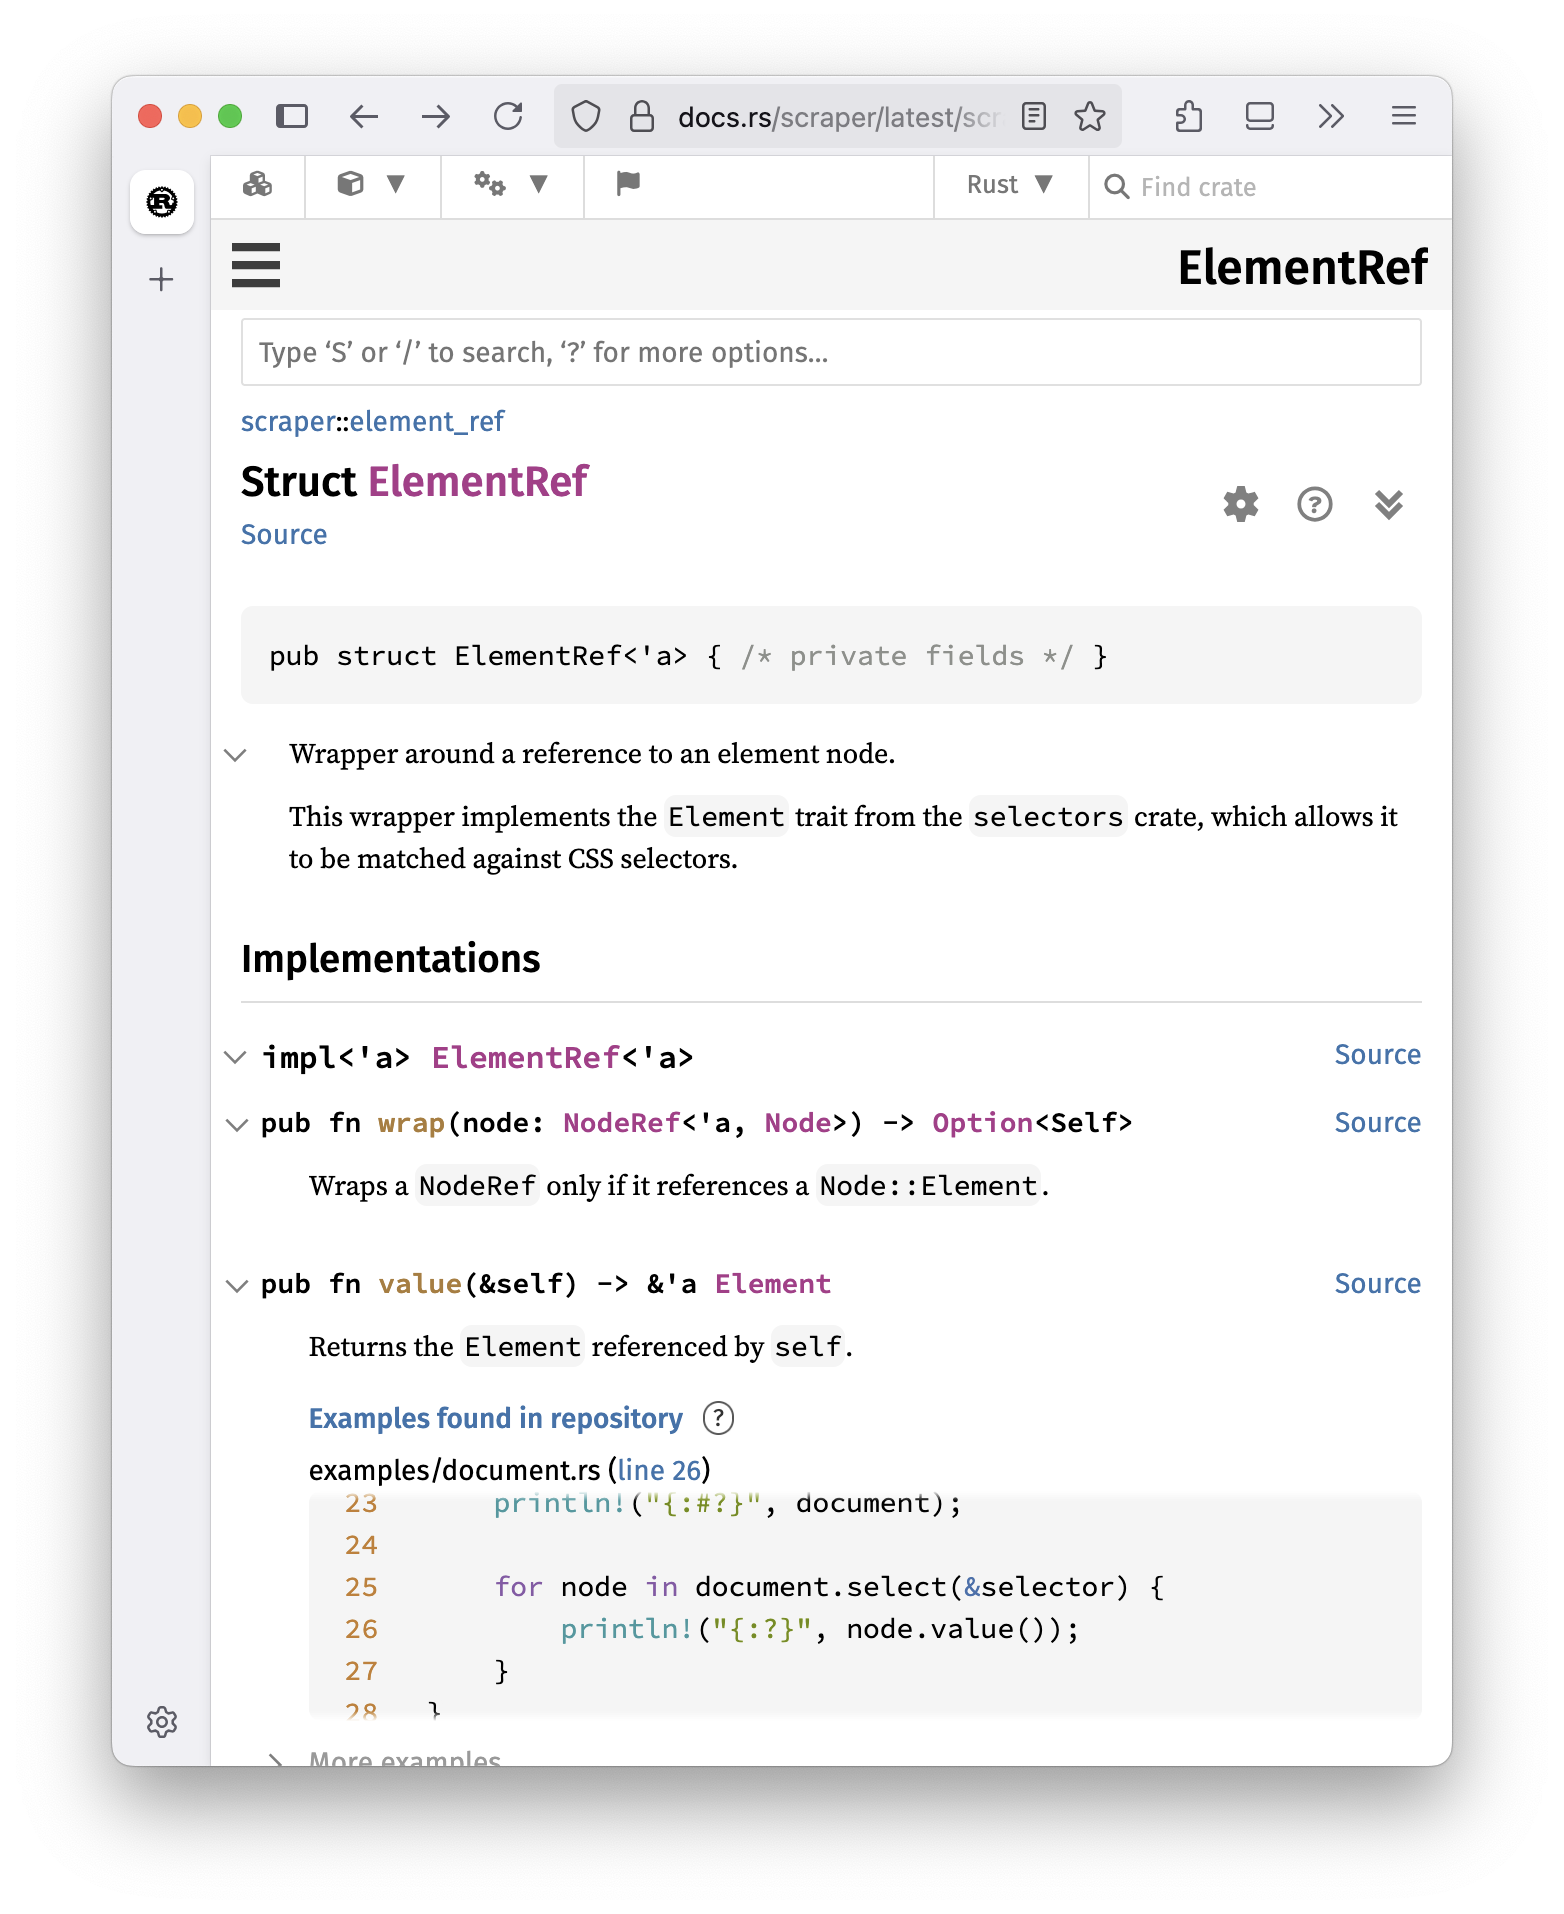 docs.rs/scraper/latest/scr
Rust ▼ Find crate
ElementRef
Type ‘S’ or ‘/’ to search, ‘?’ for more options…
scraper::element_ref
Struct ElementRef
Source
pub struct ElementRef<'a> { /* private fields */ }
Wrapper around a reference to an element node.
This wrapper implements the Element trait from the selectors crate, which allows it
to be matched against CSS selectors.
Implementations
impl<'a> ElementRef<'a> Source
pub fn wrap(node: NodeRef<'a, Node>) -> Option<Self> Source
Wraps a NodeRef only if it references a Node::Element.
pub fn value(&self) -> &'a Element Source
Returns the Element referenced by self.
Examples found in repository ?
examples/document.rs (line 26)
23 println!("{:#?}", document);
24
25 for node in document.select(&selector) {
26 println!("{:?}", node.value());
27 }
28 }
More examples